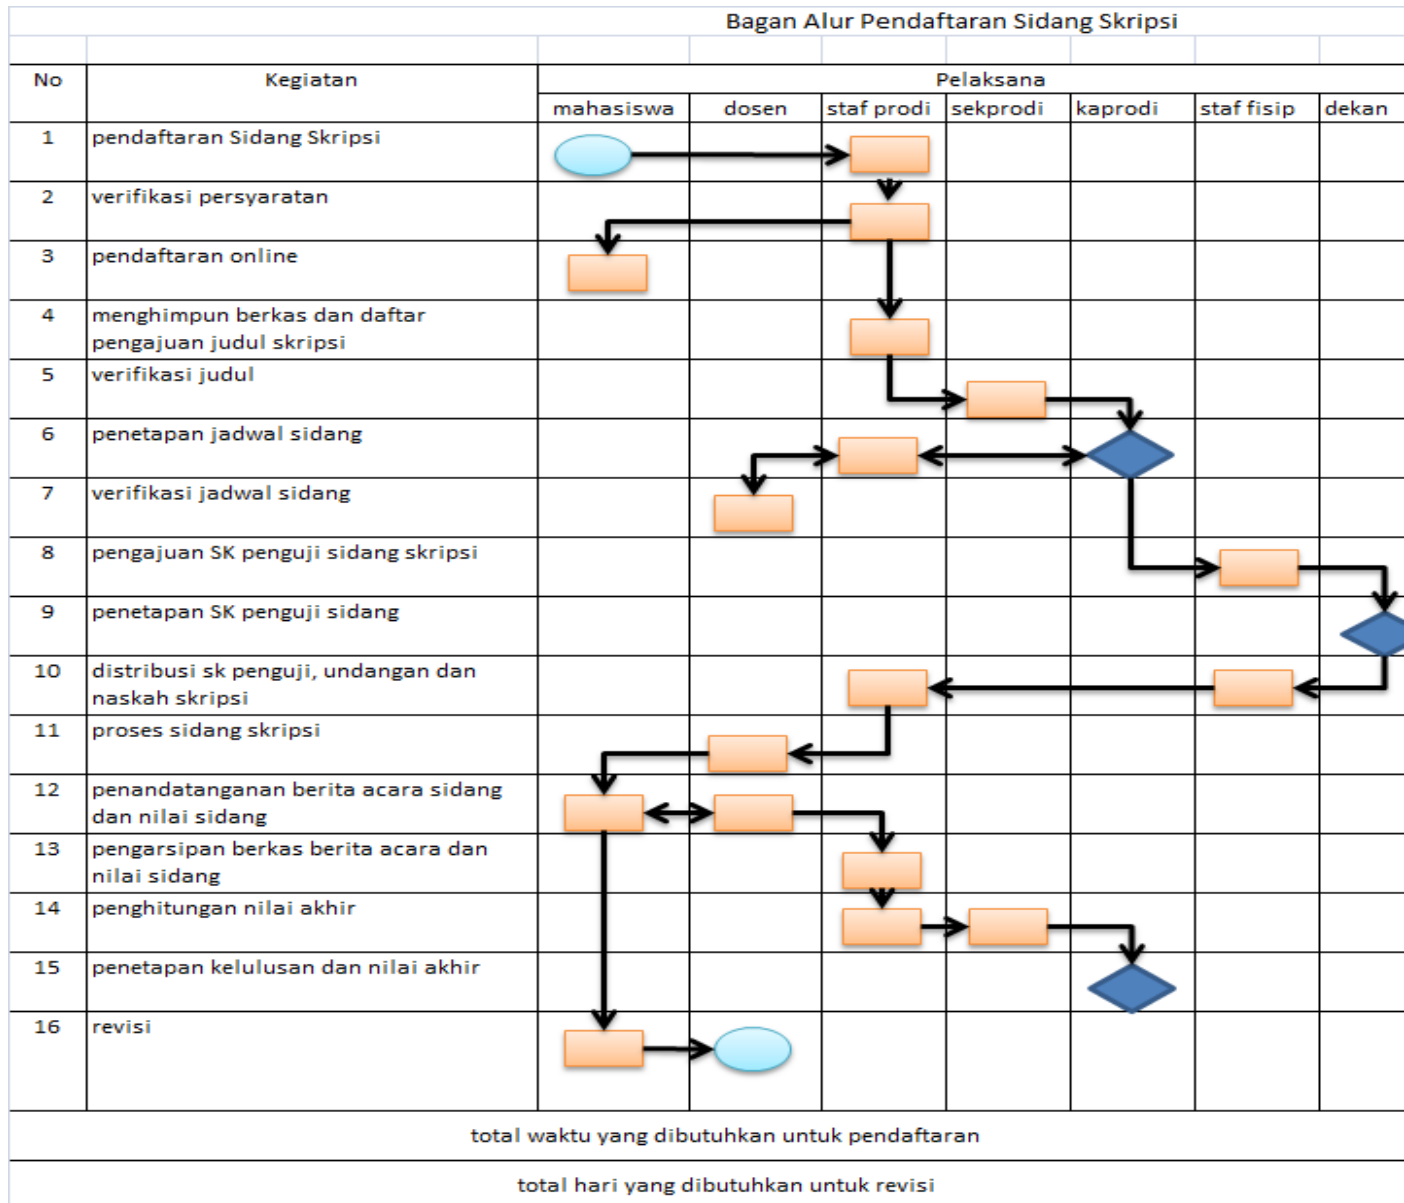 Bagan Alur Pendaftaran Sidang Skripsi
No
Kegiatan
Pelaksana
mahasiswa
dosen
staf prodi
sekprodi
kaprodi
staf fisip
dekan
1
pendaftaran Sidang Skripsi
2
verifikasi persyaratan
3
pendaftaran online
4
menghimpun berkas dan daftar
pengajuan judul skripsi
5
verifikasi judul
6
penetapan jadwal sidang
7
verifikasi jadwal sidang
8
pengajuan SK penguji sidang skripsi
9
penetapan SK penguji sidang
10
distribusi sk penguji, undangan dan
naskah skripsi
11
proses sidang skripsi
12
penandatanganan berita acara sidang
dan nilai sidang
13
pengarsipan berkas berita acara dan
nilai sidang
14
penghitungan nilai akhir
15
penetapan kelulusan dan nilai akhir
16
revisi
total waktu yang dibutuhkan untuk pendaftaran
total hari yang dibutuhkan untuk revisi